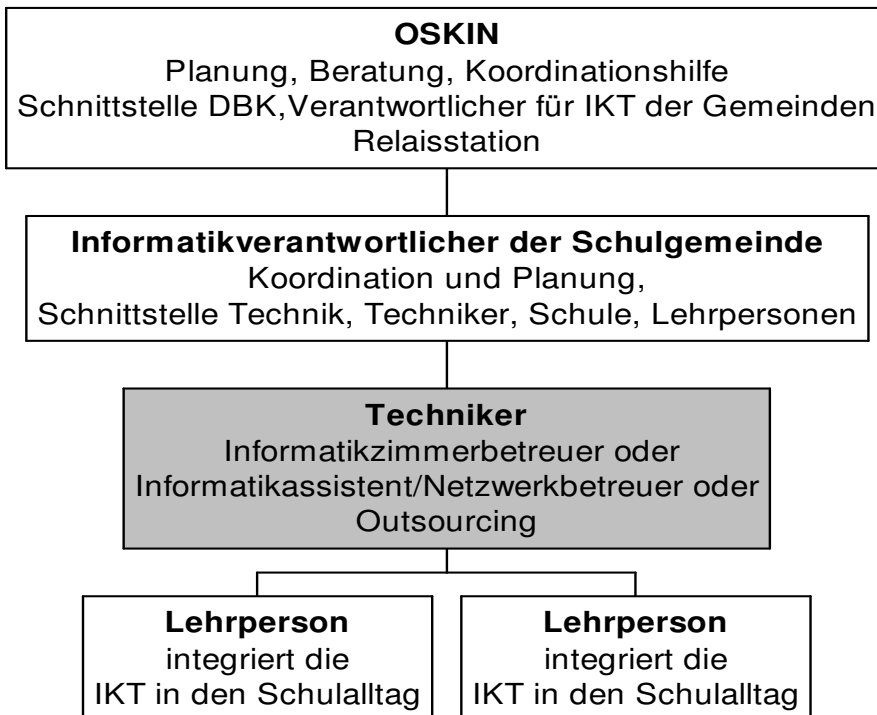 OSKIN
Planung, Beratung, Koordinationshilfe
Schnittstelle DBK,Verantwortlicher für IKT der Gemeinden
Relaisstation
Informatikverantwortlicher der Schulgemeinde
Koordination und Planung,
Schnittstelle Technik, Techniker, Schule, Lehrpersonen
Techniker
Informatikzimmerbetreuer oder
Informatikassistent/Netzwerkbetreuer oder
Outsourcing
Lehrperson
integriert die
IKT in den Schulalltag
Lehrperson
integriert die
IKT in den Schulalltag